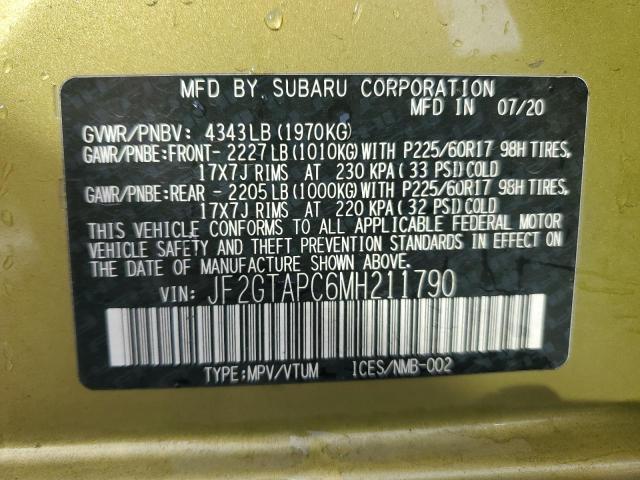 MFD BY SUBARU CORPORATION
MFD IN 07/20
GVWR/PNBV: 4343LB (1970KG)
GAWR/PNBE:FRONT- 2227LB (1010KG) WITH P225/60R17 98H TIRES,
17X7J RIMS AT 230 KPA ( 33 PSI) COLD
GAWR/PNBE:REAR - 2205LB (1000KG) WITH P225/60R17 98H TIRES,
17X7J RIMS AT 220 KPA ( 32 PSI) COLD
THIS VEHICLE CONFORMS TO ALL APPLICABLE FEDERAL MOTOR
VEHICLE SAFETY AND THEFT PREVENTION STANDARDS IN EFFECT ON
THE DATE OF MANUFACTURE SHOWN ABOVE.
VIN: JF2GTAPC6MH211790
TYPE:MPV/VTUM ICES/NMB-002